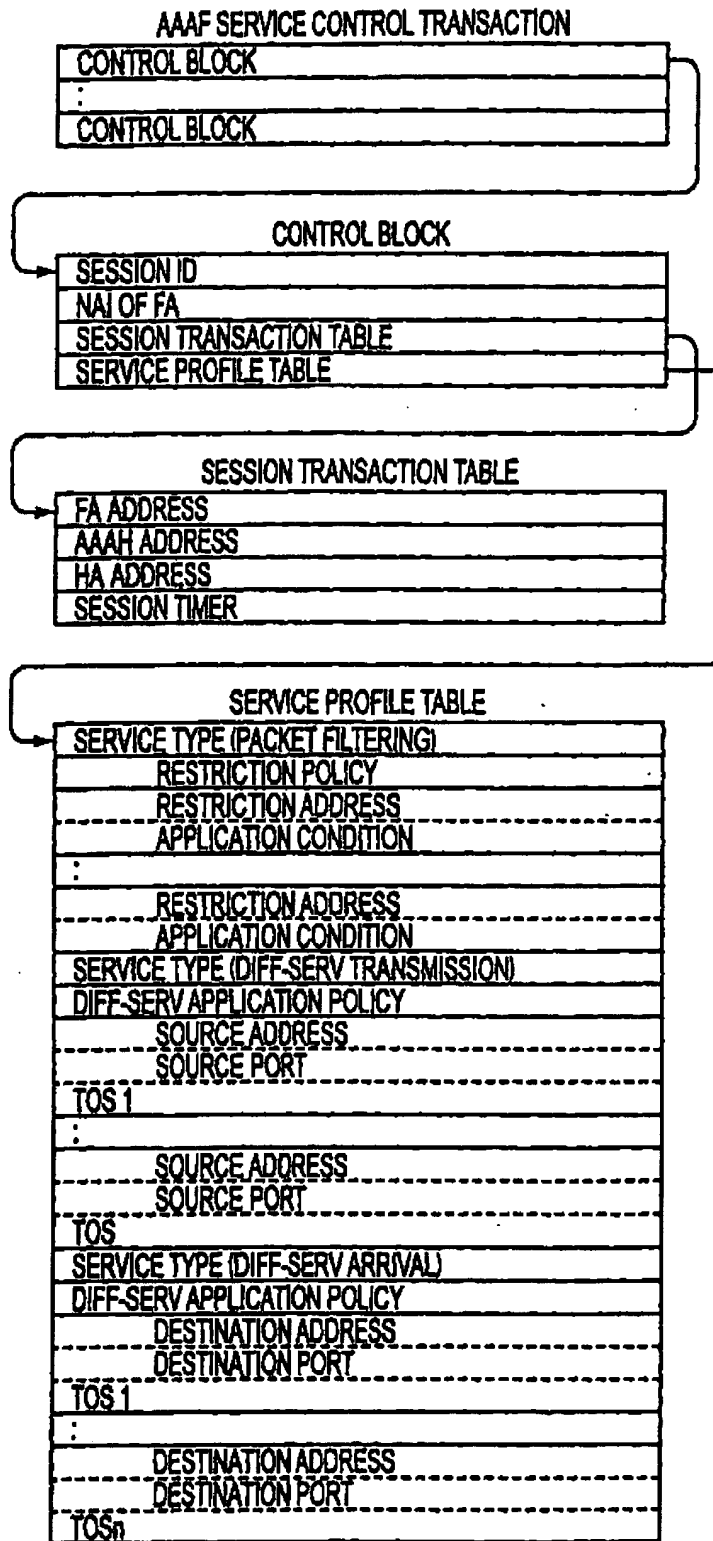 AAAF SERVICE CONTROL TRANSACTION
CONTROL BLOCK
:
CONTROL BLOCK
CONTROL BLOCK
SESSION ID
NAI OF FA
SESSION TRANSACTION TABLE
SERVICE PROFILE TABLE
SESSION TRANSACTION TABLE
FA ADDRESS
AAAH ADDRESS
HA ADDRESS
SESSION TIMER
SERVICE PROFILE TABLE
SERVICE TYPE (PACKET FILTERING)
RESTRICTION POLICY
RESTRICTION ADDRESS
APPLICATION CONDITION
:
RESTRICTION ADDRESS
APPLICATION CONDITION
SERVICE TYPE (DIFF-SERV TRANSMISSION)
DIFF-SERV APPLICATION POLICY
SOURCE ADDRESS
SOURCE PORT
TOS 1
:
SOURCE ADDRESS
SOURCE PORT
TOS
SERVICE TYPE (DIFF-SERV ARRIVAL)
DIFF-SERV APPLICATION POLICY
DESTINATION ADDRESS
DESTINATION PORT
TOS 1
:
DESTINATION ADDRESS
DESTINATION PORT
TOSn